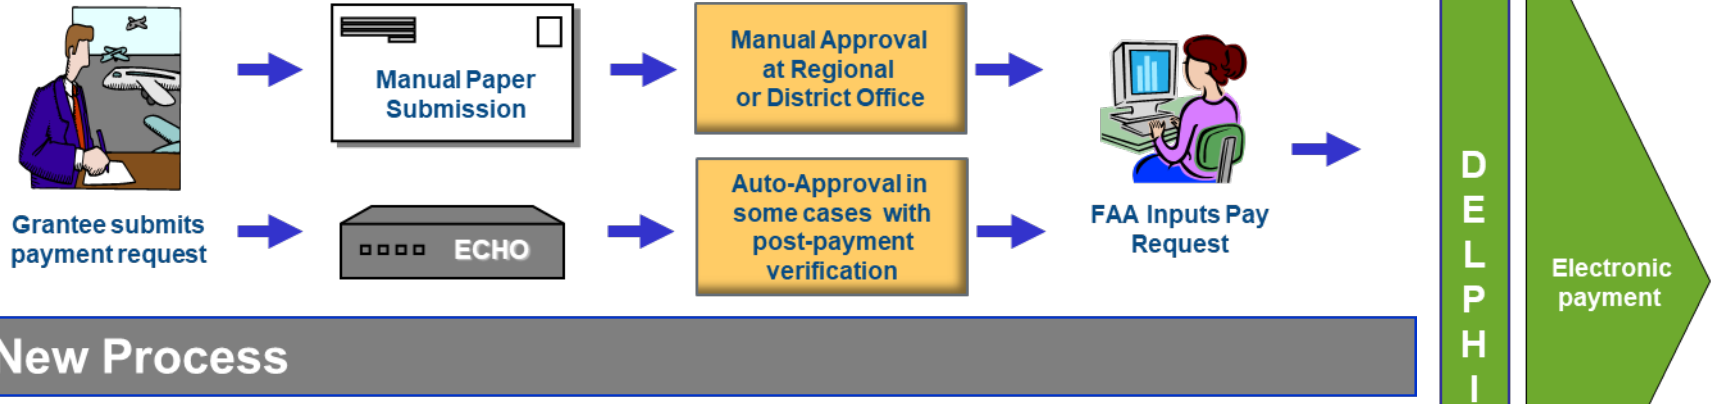 Manual Paper
Submission
Manual Approval
at Regional
or District Office
Grantee submits
payment request
ECHO
Auto-Approval in
some cases with
post-payment
verification
FAA Inputs Pay
Request
New Process
D
E
L
P
H
I
Electronic
payment